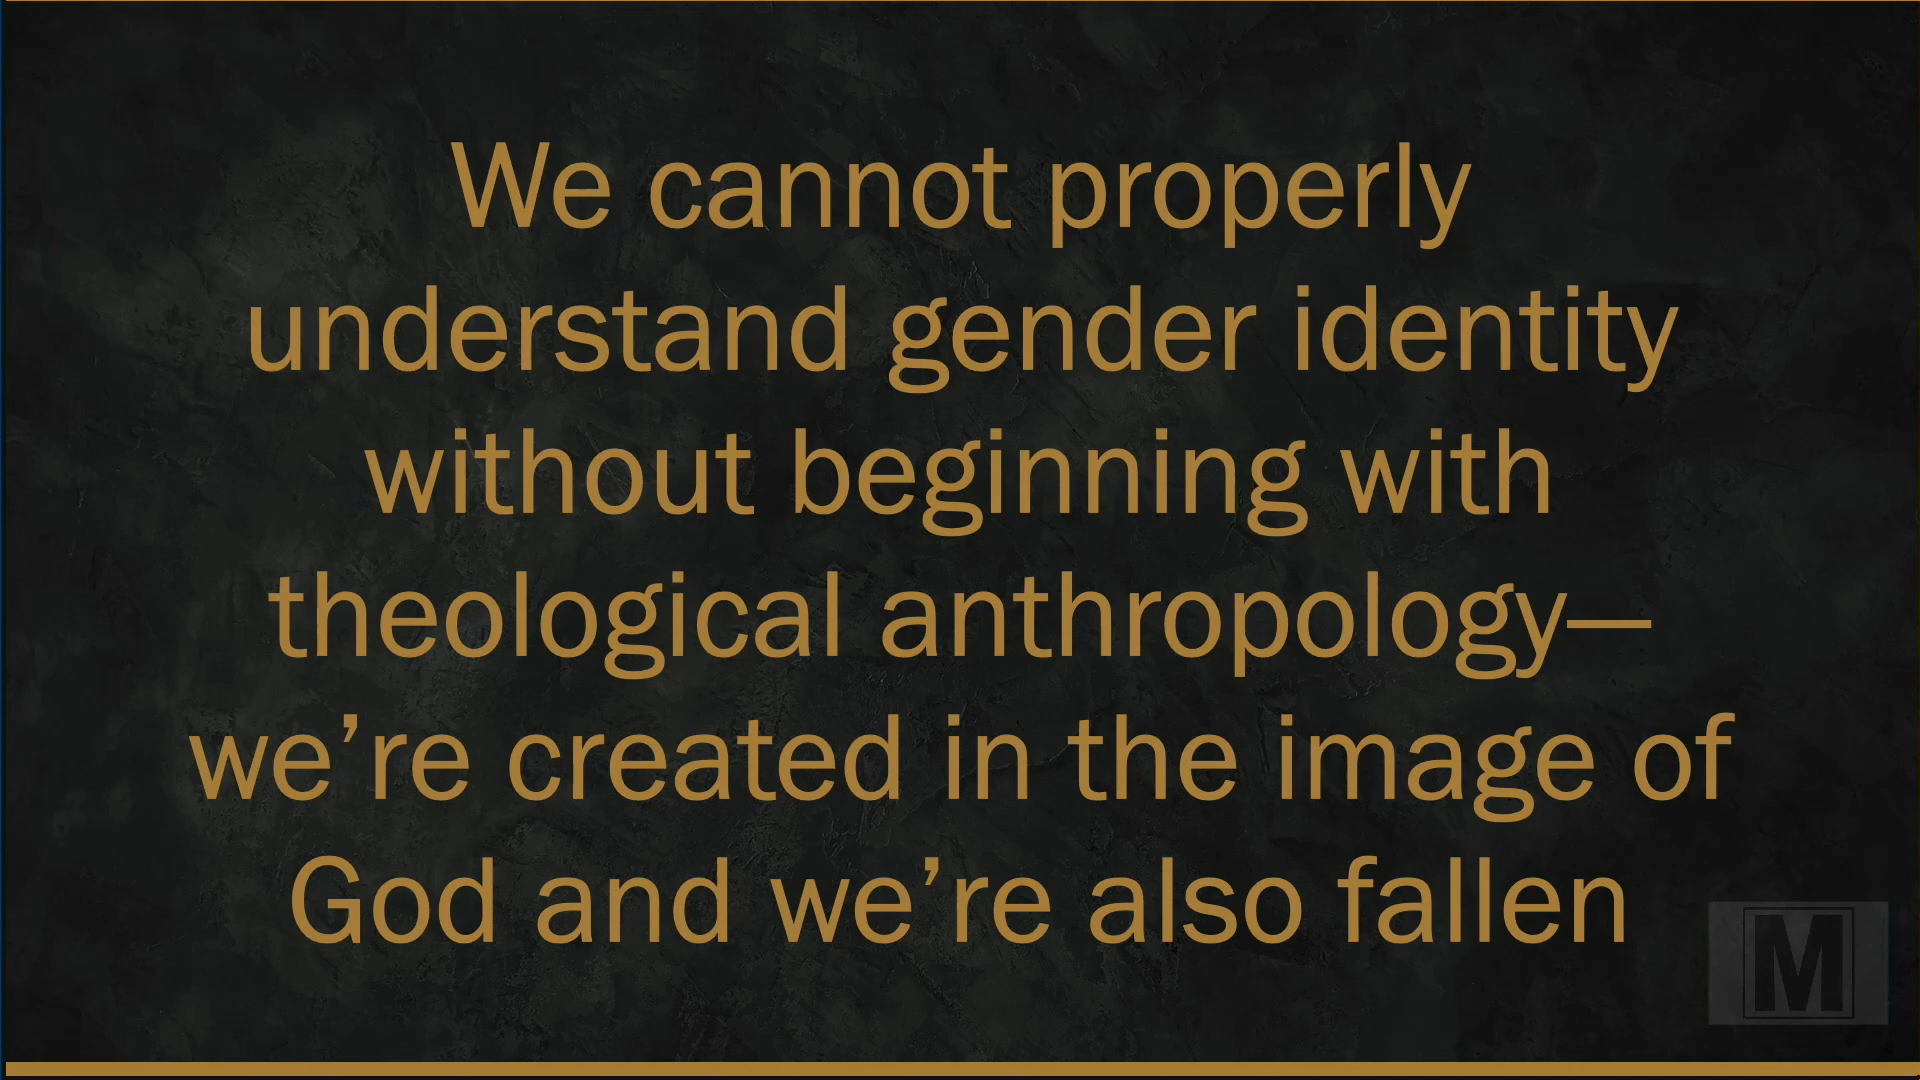 We cannot properly
understand gender identity
without beginning with
theological anthropology—
we’re created in the image of
God and we’re also fallen
M